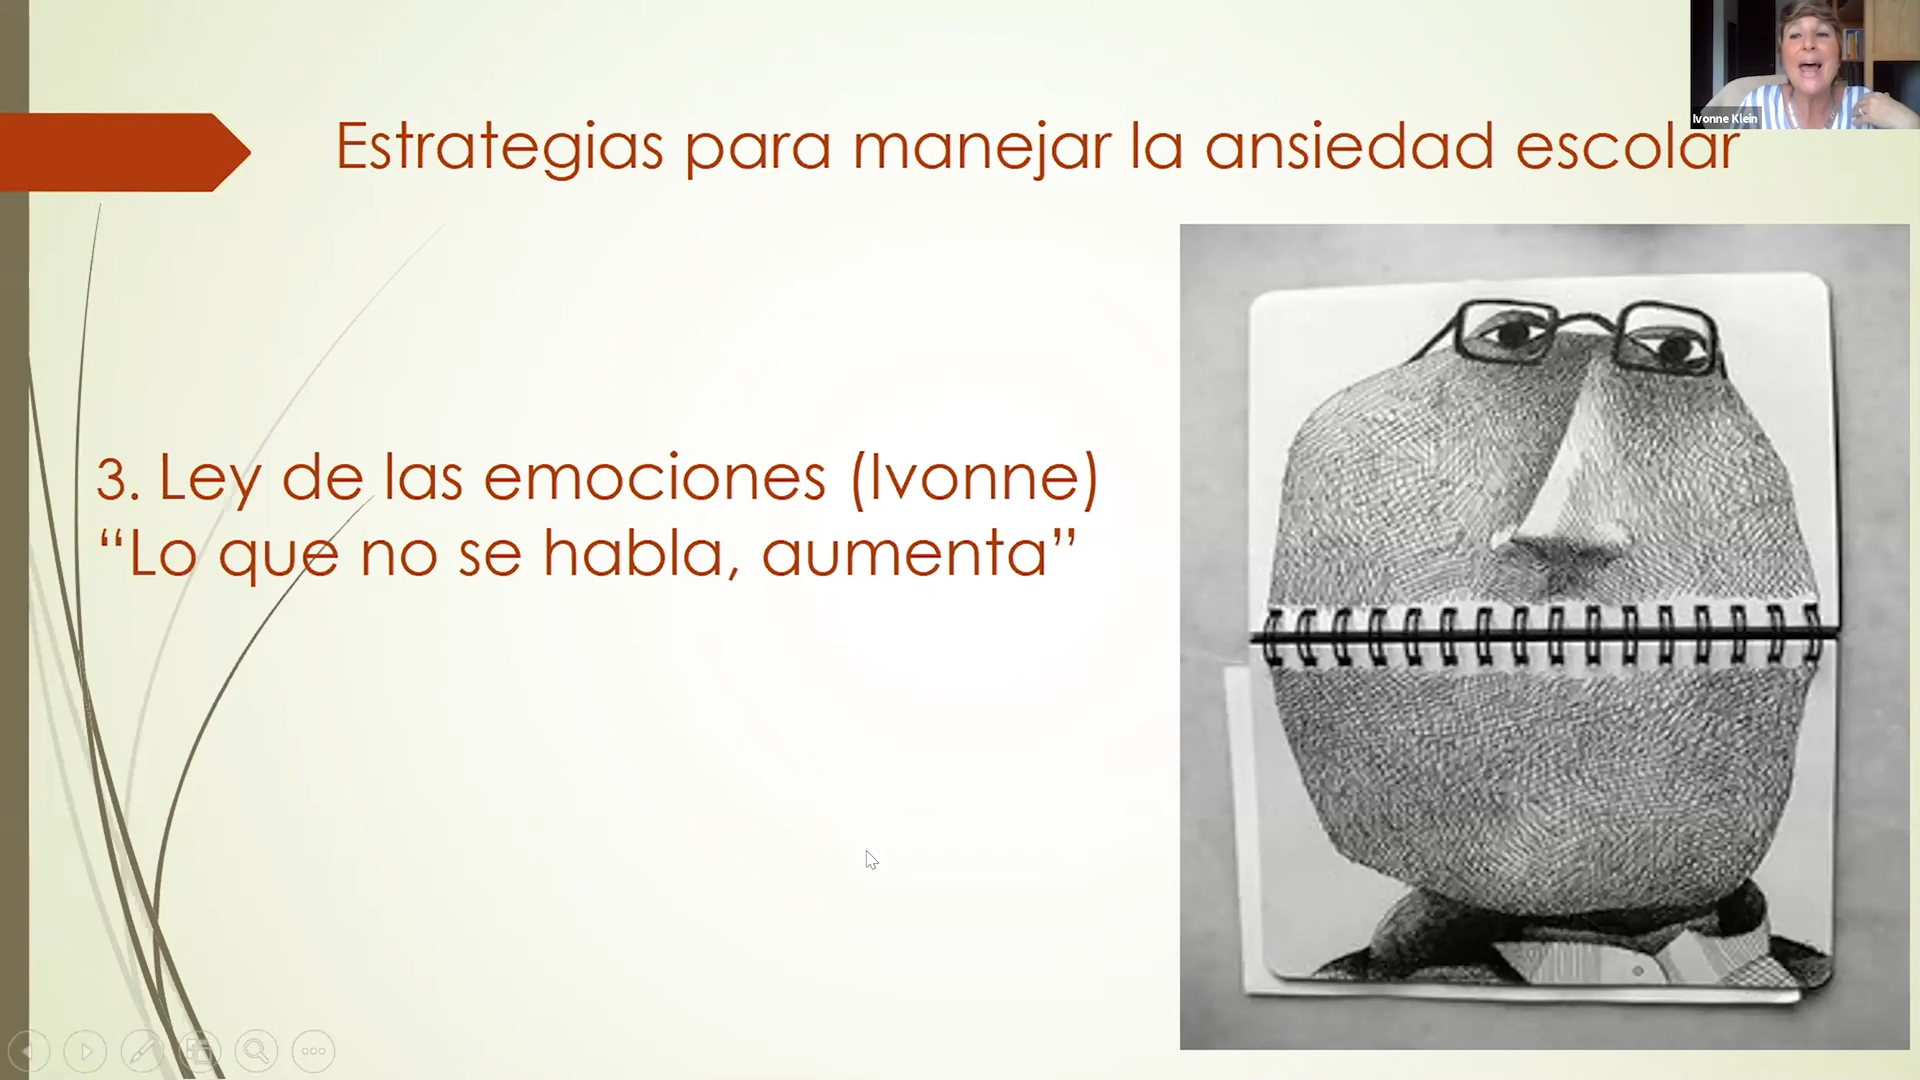 Ivonne Klein
Estrategias para manejar la ansiedad escolar
3. Ley de las emociones (Ivonne)
“Lo que no se habla, aumenta”